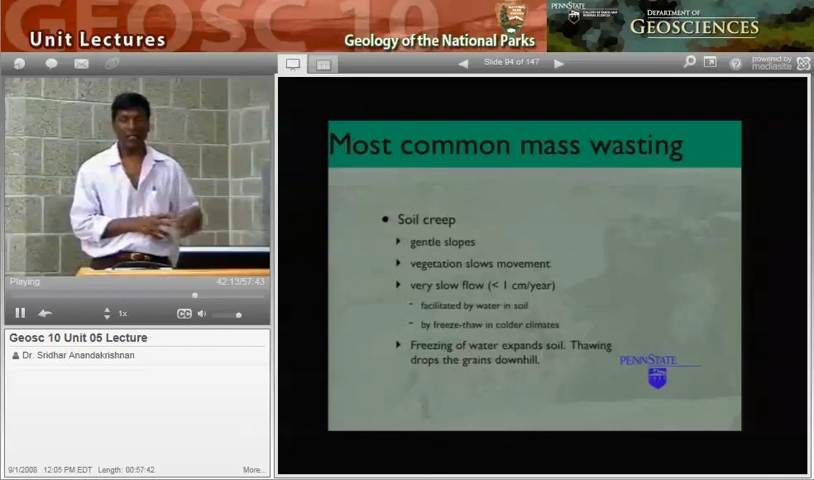 GEOSC 10
Unit Lectures
Geology of the National Parks
PENNSTATE
DEPARTMENT OF
GEOSCIENCES
Slide 94 of 147
powered by
mediasite
Most common mass wasting
Soil creep
gentle slopes
vegetation slows movement
very slow flow (< 1 cm/year)
- facilitated by water in soil
- by freeze-thaw in colder climates
Freezing of water expands soil. Thawing
drops the grains downhill.
PENNSTATE
Playing
42:13/57:43
1x
CC
Geosc 10 Unit 05 Lecture
Dr. Sridhar Anandakrishnan
9/1/2008 12:05 PM EDT Length: 00:57:42
More...